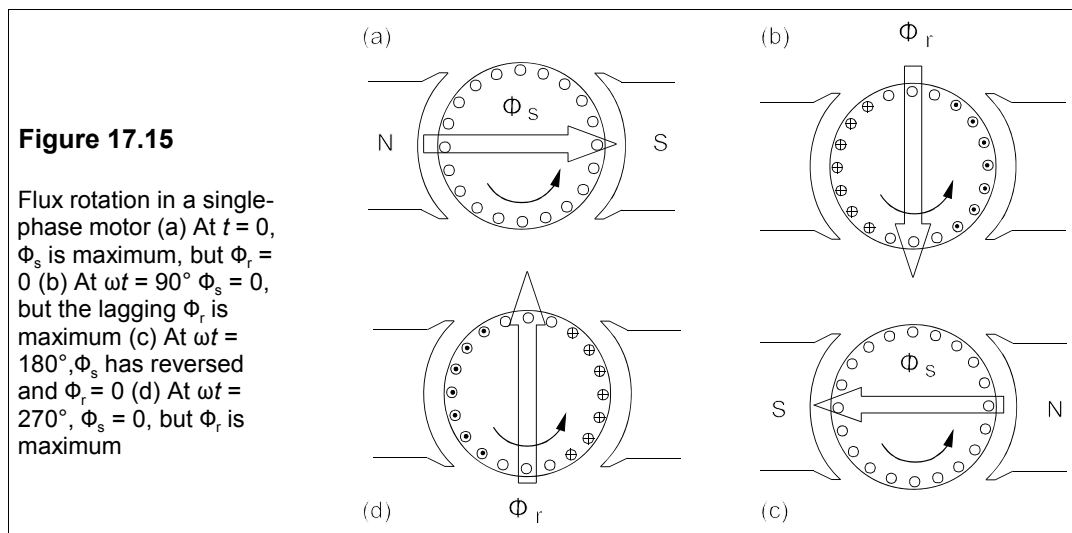 Figure 17.15
Flux rotation in a single-
phase motor (a) At t = 0,
Φs is maximum, but Φr =
0 (b) At ωt = 90° Φs = 0,
but the lagging Φr is
maximum (c) At ωt =
180°,Φs has reversed
and Φr = 0 (d) At ωt =
270°, Φs = 0, but Φr is
maximum
(a)
Φs
N
S
(b)
Φr
(d)
Φr
S
Φs
N
(c)